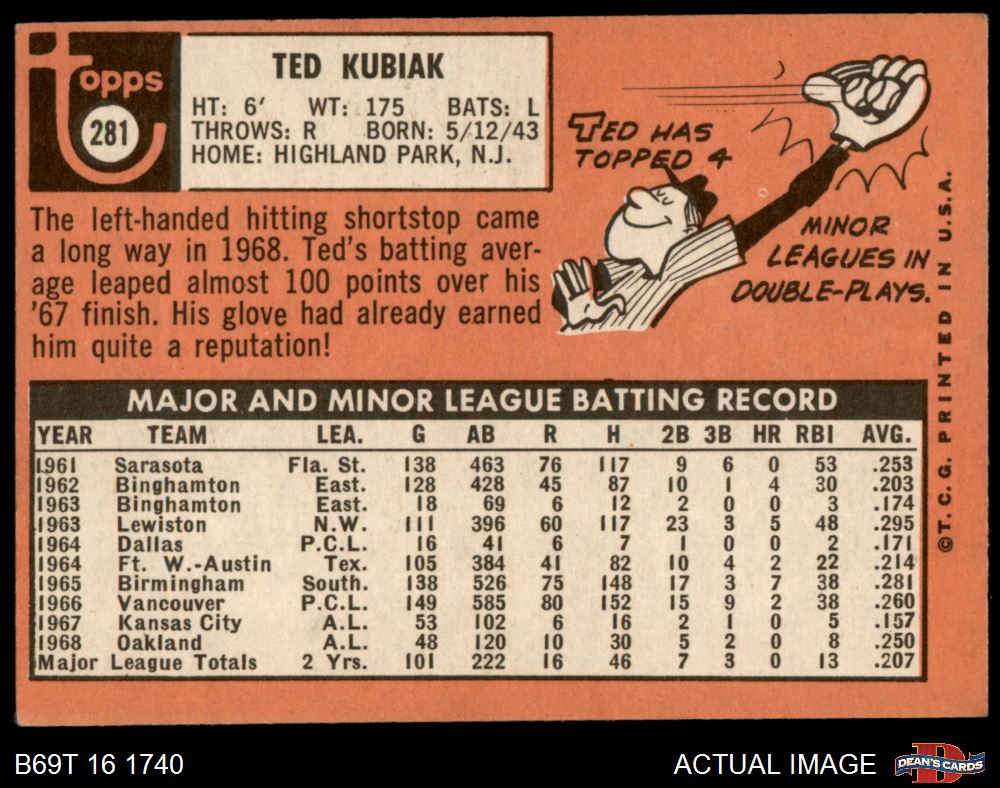 Topps
281
TED KUBIAK
HT: 6' WT: 175 BATS: L
THROWS: R BORN: 5/12/43
HOME: HIGHLAND PARK, N.J.
The left-handed hitting shortstop came
a long way in 1968. Ted's batting aver-
age leaped almost 100 points over his
'67 finish. His glove had already earned
him quite a reputation!
TED HAS
TOPPED 4
MINOR
LEAGUES IN
DOUBLE-PLAYS.
©T. C. G. PRINTED IN U.S.A.
MAJOR AND MINOR LEAGUE BATTING RECORD
YEAR TEAM LEA. G AB R H 2B 3B HR RBI AVG.
1961 Sarasota Fla. St. 138 463 76 117 9 6 0 53 .253
1962 Binghamton East. 128 428 45 87 10 1 4 30 .203
1963 Binghamton East. 18 69 6 12 2 0 0 3 .174
1963 Lewiston N.W. 111 396 60 117 23 3 5 48 .295
1964 Dallas P.C.L. 16 41 6 7 1 0 0 2 .171
1964 Ft. W.-Austin Tex. 105 384 41 82 10 4 2 22 .214
1965 Birmingham South. 138 526 75 148 17 3 7 38 .281
1966 Vancouver P.C.L. 149 585 80 152 15 9 2 38 .260
1967 Kansas City A.L. 53 102 6 16 2 1 0 5 .157
1968 Oakland A.L. 48 120 10 30 5 2 0 8 .250
Major League Totals 2 Yrs. 101 222 16 46 7 3 0 13 .207
B69T 16 1740
ACTUAL IMAGE
DEAN'S CARDS